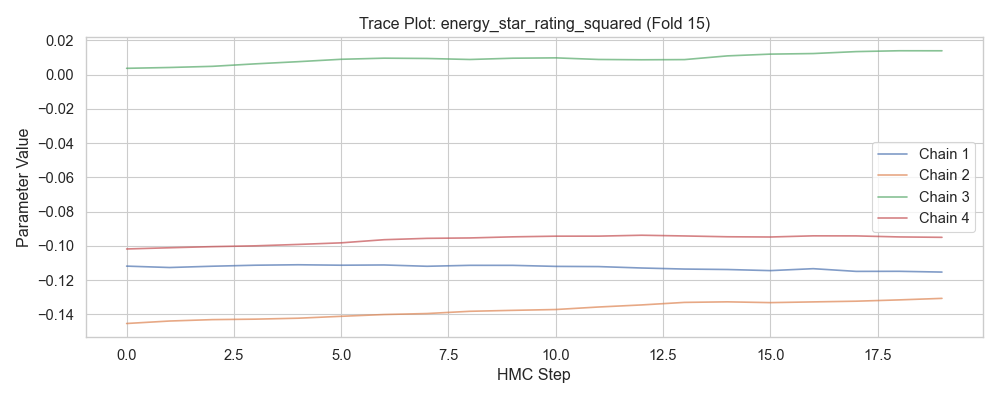 Trace Plot: energy_star_rating_squared (Fold 15)
0.02
0.00
−0.02
−0.04
−0.06
−0.08
−0.10
−0.12
−0.14
Parameter Value
Chain 1
Chain 2
Chain 3
Chain 4
0.0 2.5 5.0 7.5 10.0 12.5 15.0 17.5
HMC Step